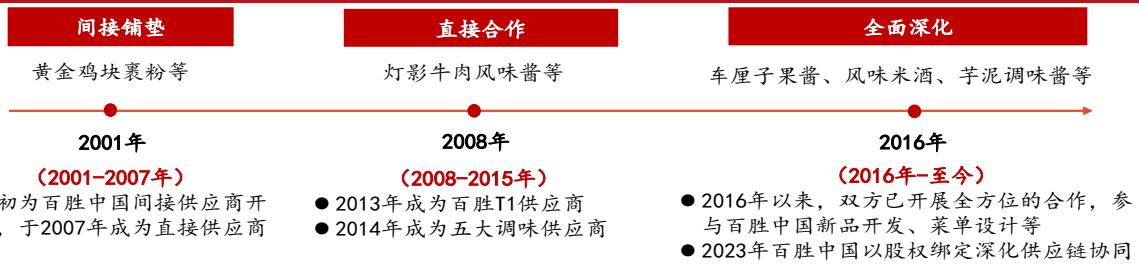 间接铺垫
黄金鸡块裹粉等
2001年
（2001-2007年）
初为百胜中国间接供应商开
，于2007年成为直接供应商
直接合作
灯影牛肉风味酱等
2008年
（2008-2015年）
●2013年成为百胜T1供应商
●2014年成为五大调味供应商
全面深化
车厘子果酱、风味米酒、芋泥调味酱等
2016年
（2016年-至今）
●2016年以来，双方已开展全方位的合作，参
与百胜中国新品开发、菜单设计等
●2023年百胜中国以股权绑定深化供应链协同